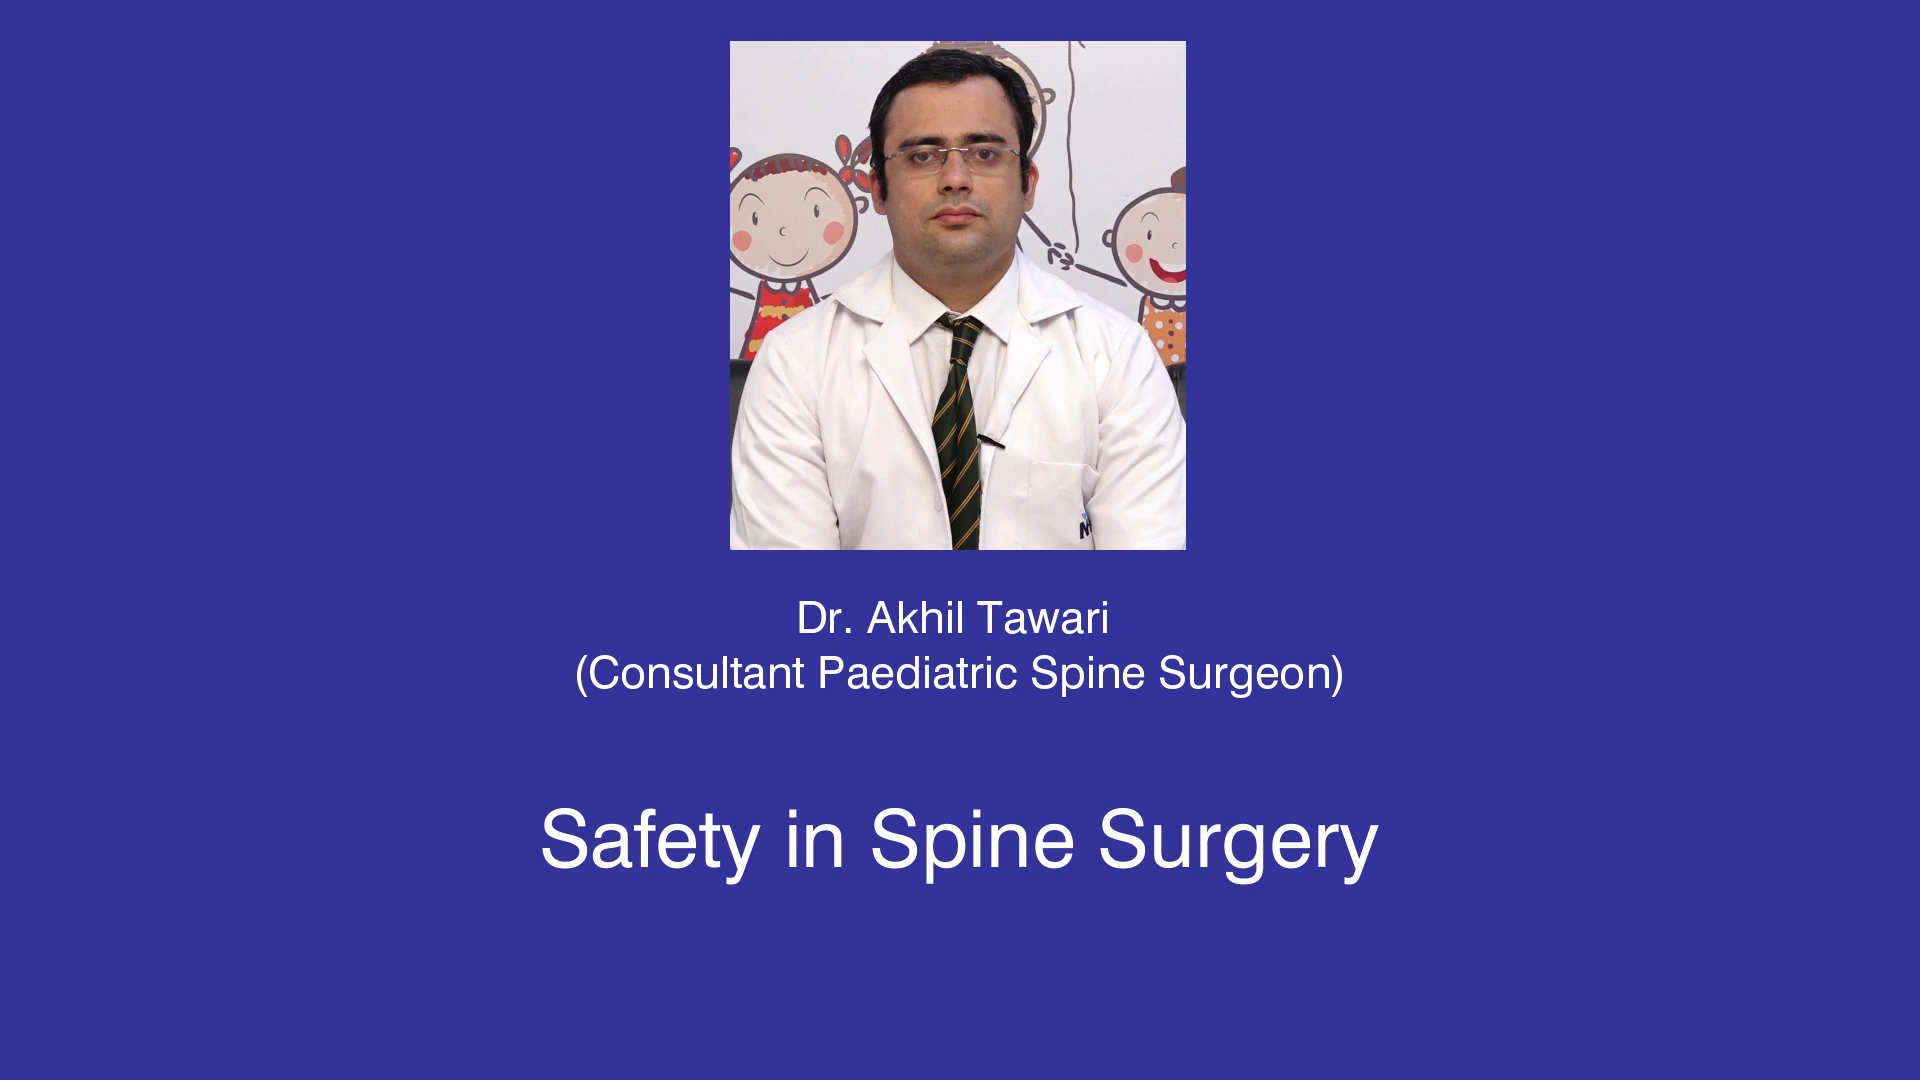 Dr. Akhil Tawari
(Consultant Paediatric Spine Surgeon)
Safety in Spine Surgery